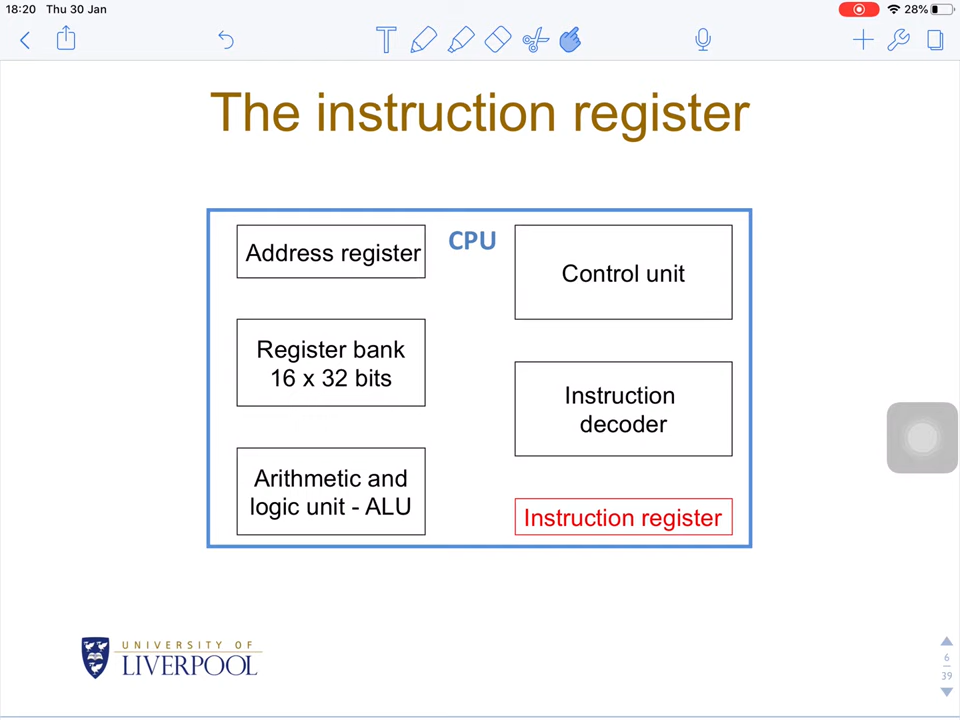 18:20 Thu 30 Jan
28%
T
The instruction register
CPU
Address register
Register bank
16 x 32 bits
Arithmetic and
logic unit - ALU
Control unit
Instruction
decoder
Instruction register
UNIVERSITY OF
LIVERPOOL
6
39